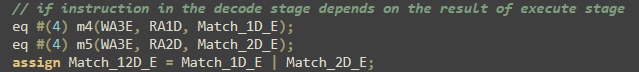 // if instruction in the decode stage depends on the result of execute stage
eq #(4) m4(WA3E, RA1D, Match_1D_E);
eq #(4) m5(WA3E, RA2D, Match_2D_E);
assign Match_12D_E = Match_1D_E | Match_2D_E;